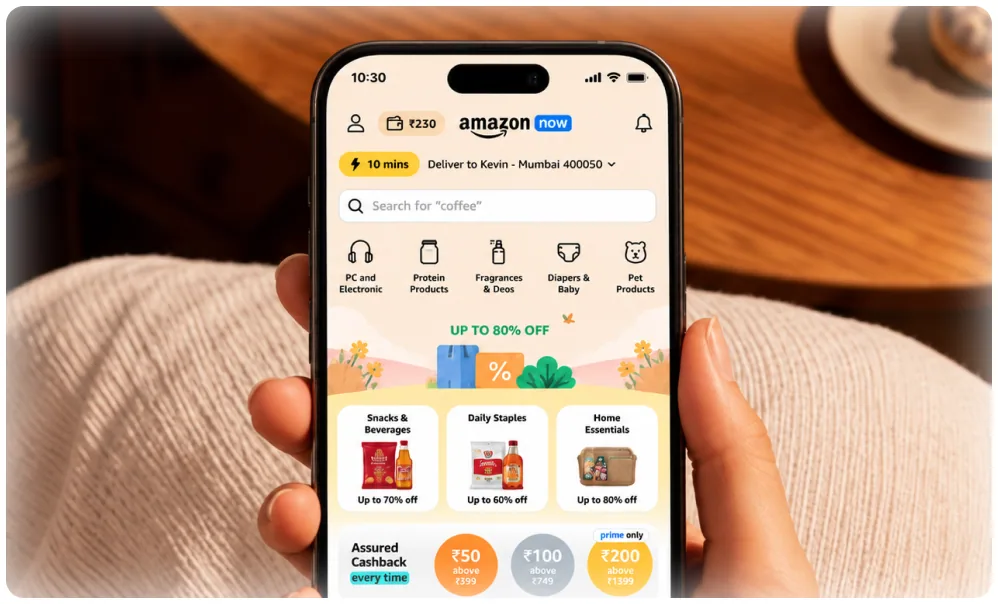 10:30
₹230
amazon now
10 mins Deliver to Kevin - Mumbai 400050
Search for "coffee"
PC and
Electronic
Protein
Products
Fragrances
& Deos
Diapers &
Baby
Pet
Products
UP TO 80% OFF
%
Snacks &
Beverages
Up to 70% off
Daily Staples
Up to 60% off
Home
Essentials
Up to 80% off
Assured
Cashback
every time
₹50
above
₹399
₹100
above
₹749
prime only
₹200
above
₹1399